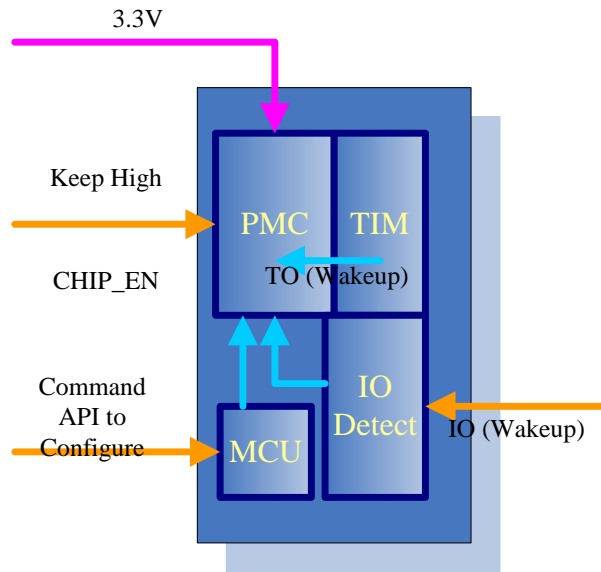 3.3V
Keep High
PMC
TIM
TO (Wakeup)
CHIP_EN
Command
API to
Configure
MCU
IO
Detect
IO (Wakeup)